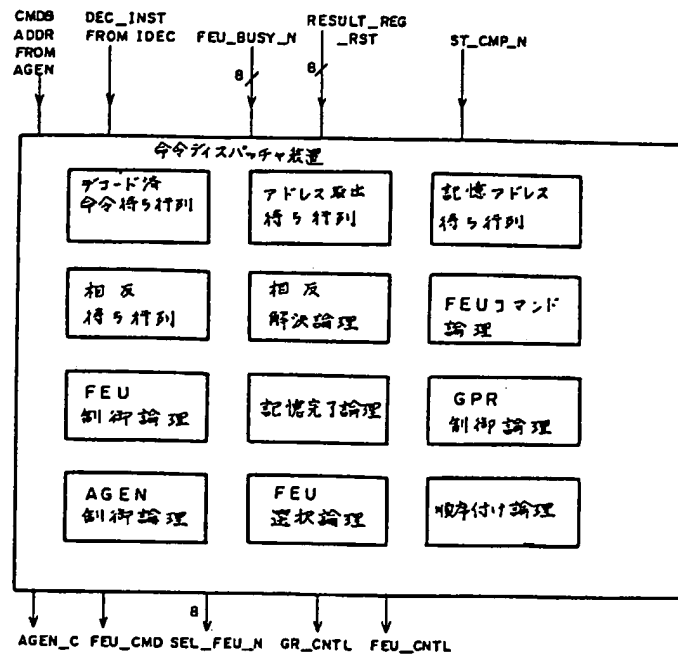 CMDB
ADDR
FROM
AGEN
DEC_INST
FROM IDEC
FEU_BUSY_N
RESULT_REG
_RST
ST_CMP_N
8
8
命令ディスパッチャ装置
デコード済
命令待ち行列
アドレス取出
待ち行列
記憶アドレス
待ち行列
相反
待ち行列
相反
解決論理
FEUコマンド
論理
FEU
制御論理
記憶完了論理
GPR
制御論理
AGEN
制御論理
FEU
選択論理
順序付け論理
8
AGEN_C
FEU_CMD
SEL_FEU_N
GR_CNTL
FEU_CNTL